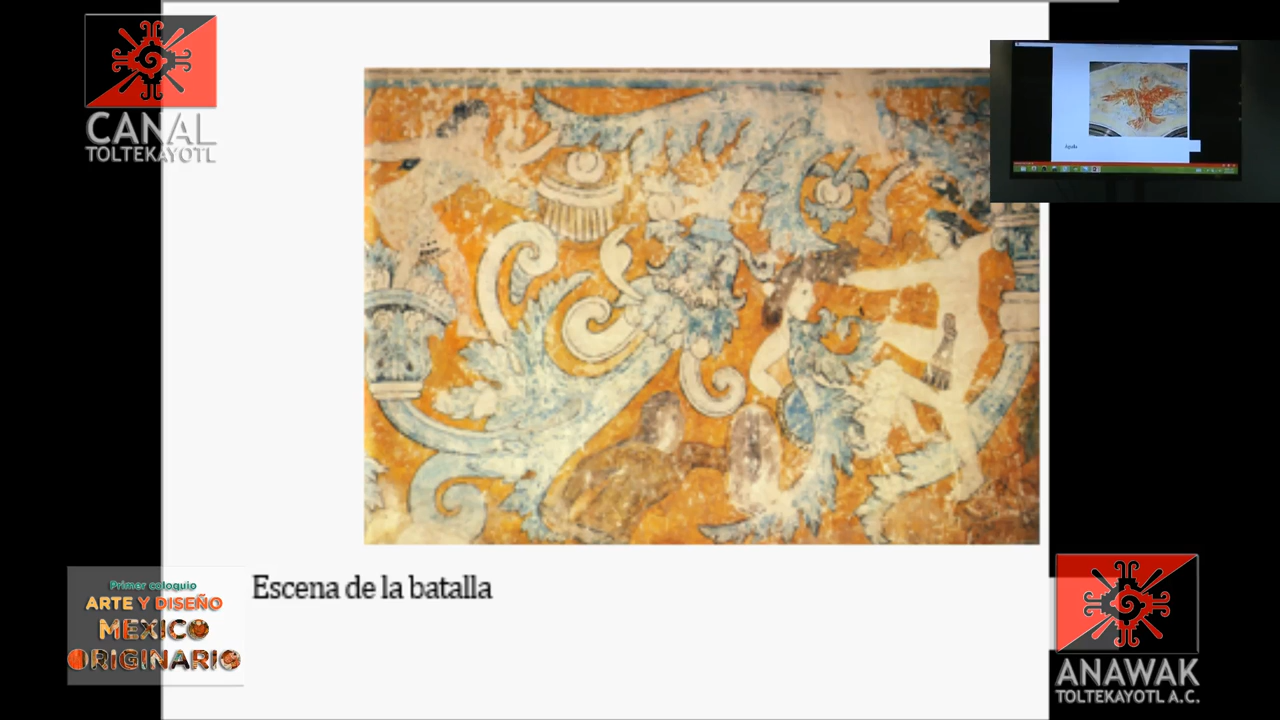 CANAL
TOLTEKAYOTL
Escena de la batalla
Primer coloquio
ARTE Y DISEÑO
MEXICO
ORIGINARIO
ANAWAK
TOLTEKAYOTL A.C.